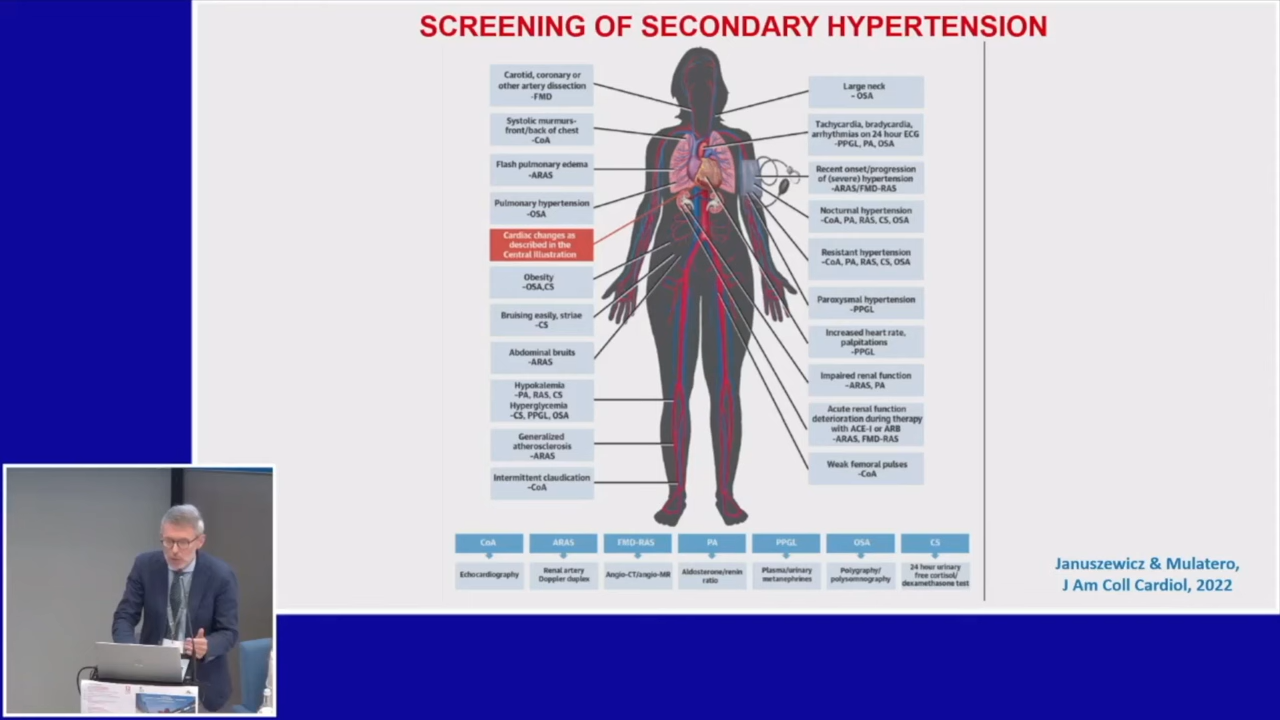 SCREENING OF SECONDARY HYPERTENSION
Carotid, coronary or
other artery dissection
-FMD
Systolic murmurs-
front/back of chest
-CoA
Flash pulmonary edema
-ARAS
Pulmonary hypertension
-OSA
Cardiac changes as
described in the
Central Illustration
Obesity
-OSA,CS
Bruising easily, striae
-CS
Abdominal bruits
-ARAS
Hypokalemia
-PA, RAS, CS
Hyperglycemia
-CS, PPGL, OSA
Generalized
atherosclerosis
-ARAS
Intermittent claudication
-CoA
Large neck
- OSA
Tachycardia, bradycardia,
arrhythmias on 24 hour ECG
-PPGL, PA, OSA
Recent onset/progression
of (severe) hypertension
-ARAS/FMD-RAS
Nocturnal hypertension
-CoA, PA, RAS, CS, OSA
Resistant hypertension
-CoA, PA, RAS, CS, OSA
Paroxysmal hypertension
-PPGL
Increased heart rate,
palpitations
-PPGL
Impaired renal function
-ARAS, PA
Acute renal function
deterioration during therapy
with ACE-I or ARB
-ARAS, FMD-RAS
Weak femoral pulses
-CoA
CoA
ARAS
FMD-RAS
PA
PPGL
OSA
CS
Echocardiography
Renal artery
Doppler duplex
Angio-CT/angio-MR
Aldosterone/renin
ratio
Plasma/urinary
metanephrines
Polygraphy/
polysomnography
24 hour urinary
free cortisol/
dexamethasone test
Januszewicz & Mulatero,
J Am Coll Cardiol, 2022